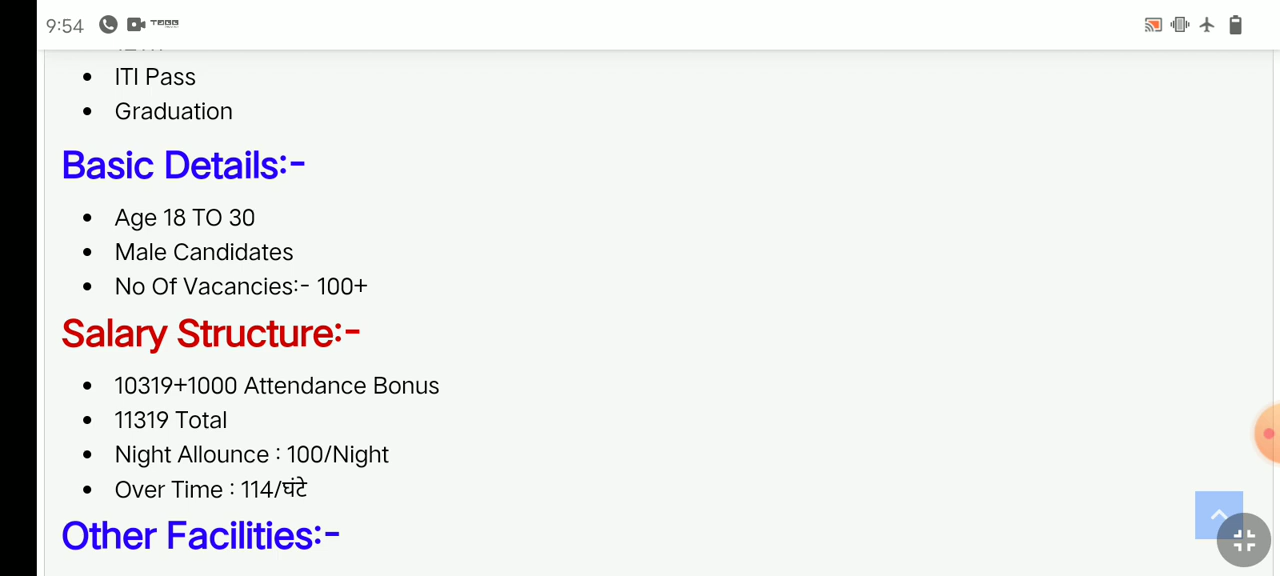 9:54
ITI Pass
Graduation
Basic Details:-
Age 18 TO 30
Male Candidates
No Of Vacancies:- 100+
Salary Structure:-
10319+1000 Attendance Bonus
11319 Total
Night Allounce : 100/Night
Over Time : 114/घंटे
Other Facilities:-